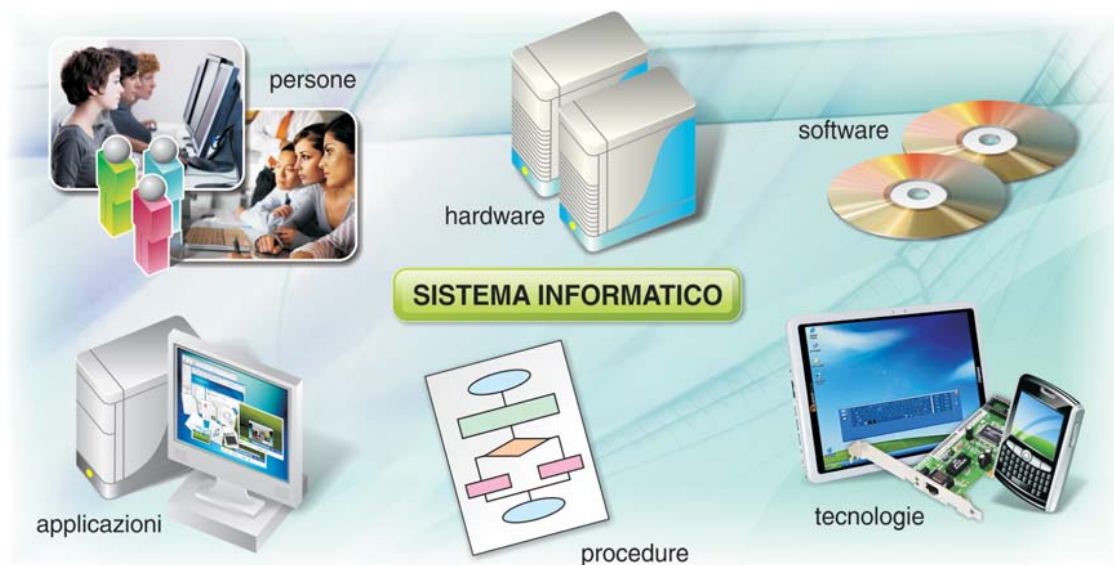 persone
hardware
software
SISTEMA INFORMATICO
applicazioni
procedure
tecnologie